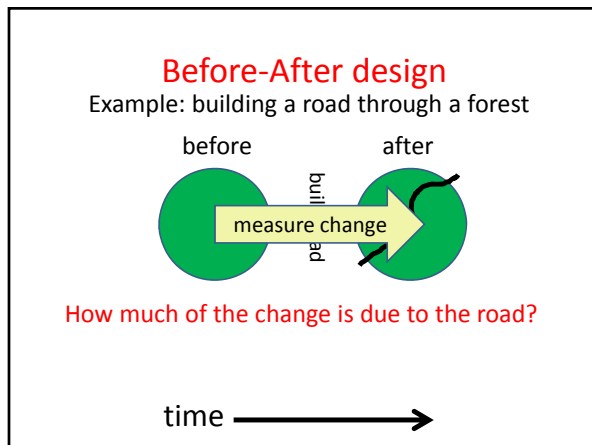 Before-After design
Example: building a road through a forest
before after
measure change
How much of the change is due to the road?
time